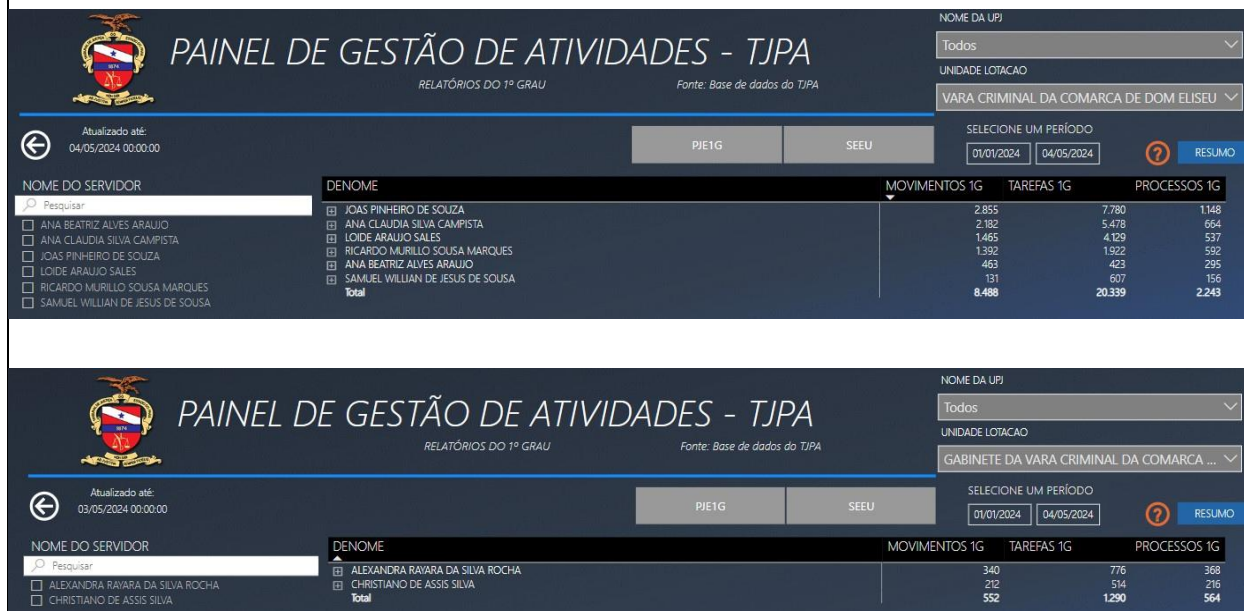 NOME DA UPJ
PAINEL DE GESTÃO DE ATIVIDADES - TJPA
Todos
RELATÓRIOS DO 1º GRAU Fonte: Base de dados do TJPA
UNIDADE LOTACAO
VARA CRIMINAL DA COMARCA DE DOM ELISEU
Atualizado até:
04/05/2024 00:00:00
PJE1G SEEU
SELECIONE UM PERÍODO
01/01/2024 04/05/2024
? RESUMO
NOME DO SERVIDOR
Pesquisar
ANA BEATRIZ ALVES ARAUJO
ANA CLAUDIA SILVA CAMPISTA
JOAS PINHEIRO DE SOUZA
LOIDE ARAUJO SALES
RICARDO MURILLO SOUSA MARQUES
SAMUEL WILLIAN DE JESUS DE SOUSA
DENOME MOVIMENTOS 1G TAREFAS 1G PROCESSOS 1G
JOAS PINHEIRO DE SOUZA 2.855 7.780 1.148
ANA CLAUDIA SILVA CAMPISTA 2.182 5.478 664
LOIDE ARAUJO SALES 1.465 4.129 537
RICARDO MURILLO SOUSA MARQUES 1.392 1.922 592
ANA BEATRIZ ALVES ARAUJO 463 423 295
SAMUEL WILLIAN DE JESUS DE SOUSA 131 607 156
Total 8.488 20.339 2.243
NOME DA UPJ
PAINEL DE GESTÃO DE ATIVIDADES - TJPA
Todos
RELATÓRIOS DO 1º GRAU Fonte: Base de dados do TJPA
UNIDADE LOTACAO
GABINETE DA VARA CRIMINAL DA COMARCA ...
Atualizado até:
03/05/2024 00:00:00
PJE1G SEEU
SELECIONE UM PERÍODO
01/01/2024 04/05/2024
? RESUMO
NOME DO SERVIDOR
Pesquisar
ALEXANDRA RAYARA DA SILVA ROCHA
CHRISTIANO DE ASSIS SILVA
DENOME MOVIMENTOS 1G TAREFAS 1G PROCESSOS 1G
ALEXANDRA RAYARA DA SILVA ROCHA 340 776 368
CHRISTIANO DE ASSIS SILVA 212 514 216
Total 552 1.290 564